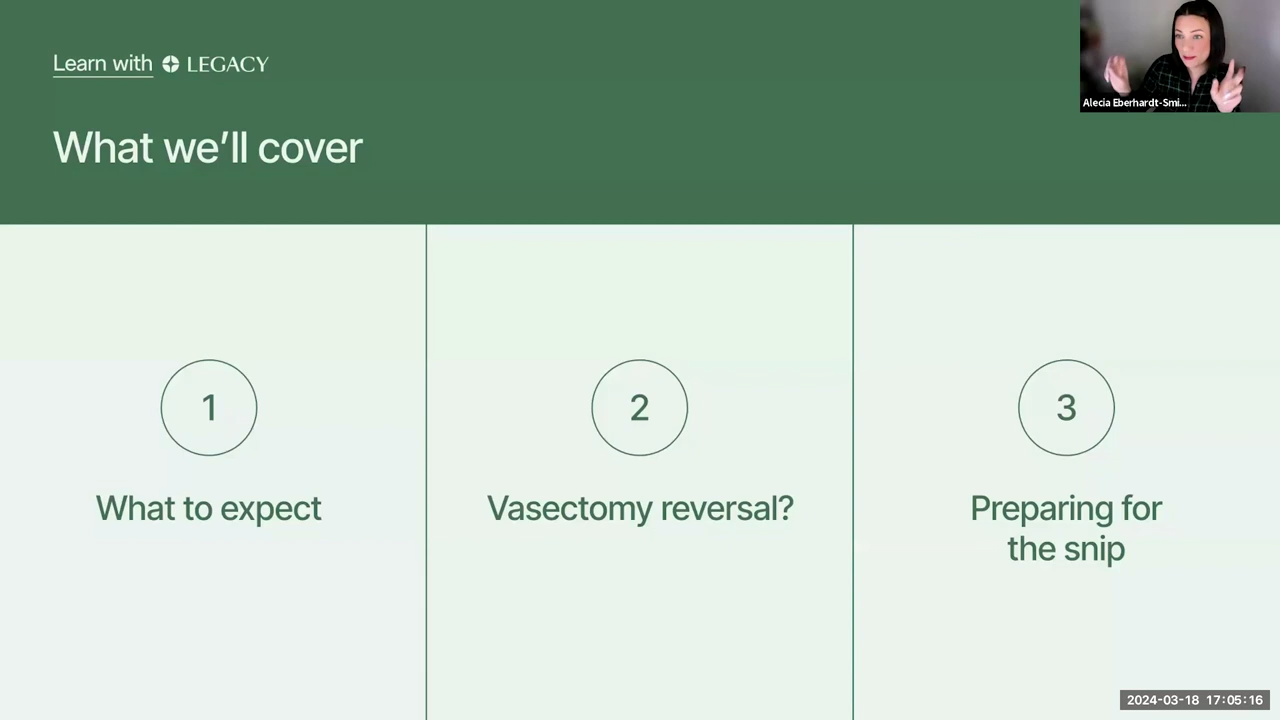 Learn with LEGACY
Alecia Eberhardt-Smi...
What we’ll cover
1
What to expect
2
Vasectomy reversal?
3
Preparing for
the snip
2024-03-18 17:05:16